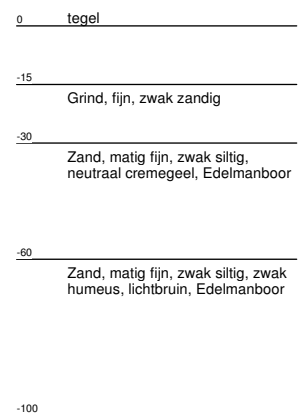 0 tegel
-15
Grind, fijn, zwak zandig
-30
Zand, matig fijn, zwak siltig,
neutraal cremegeel, Edelmanboor
-60
Zand, matig fijn, zwak siltig, zwak
humeus, lichtbruin, Edelmanboor
-100